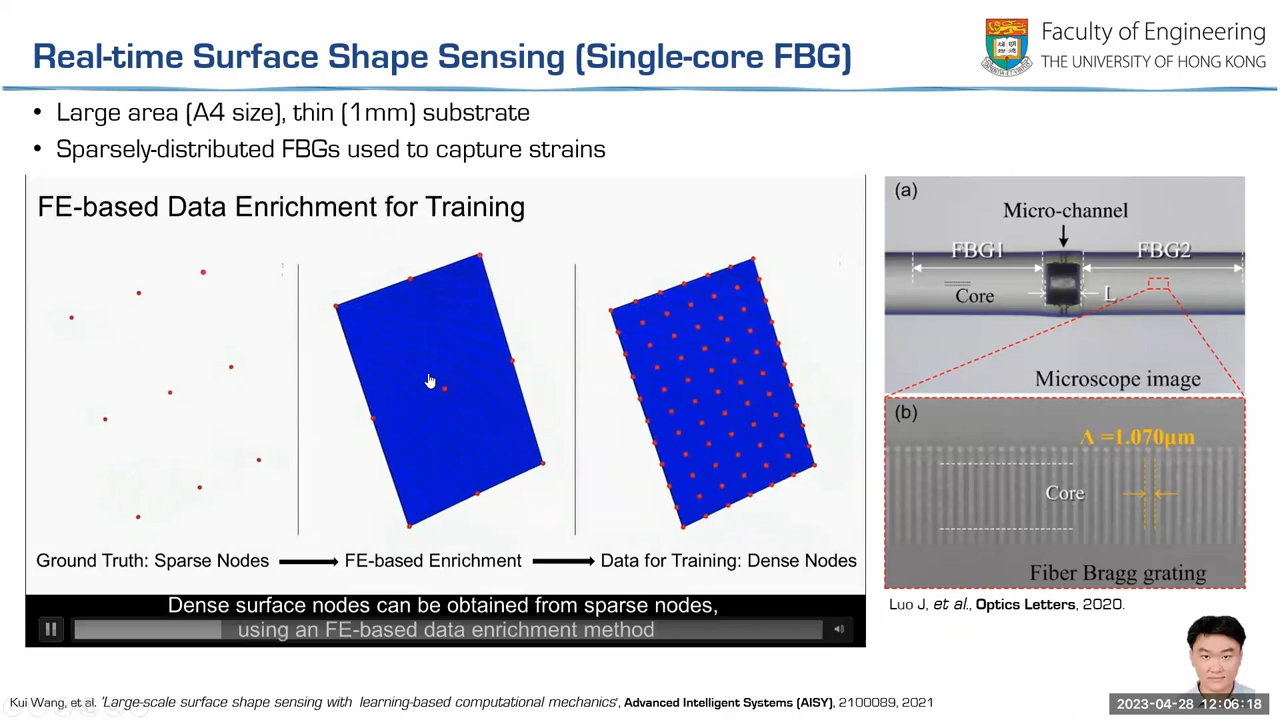 Real-time Surface Shape Sensing (Single-core FBG)
Faculty of Engineering
THE UNIVERSITY OF HONG KONG
• Large area (A4 size), thin (1mm) substrate
• Sparsely-distributed FBGs used to capture strains
FE-based Data Enrichment for Training
Ground Truth: Sparse Nodes
FE-based Enrichment
Data for Training: Dense Nodes
Dense surface nodes can be obtained from sparse nodes,
using an FE-based data enrichment method
(a)
Micro-channel
FBG1
FBG2
Core
L
Microscope image
(b)
Λ =1.070μm
Core
Fiber Bragg grating
Luo J, et al., Optics Letters, 2020.
Kui Wang, et al. 'Large-scale surface shape sensing with learning-based computational mechanics', Advanced Intelligent Systems (AISY), 2100089, 2021
2023-04-28 12:06:18